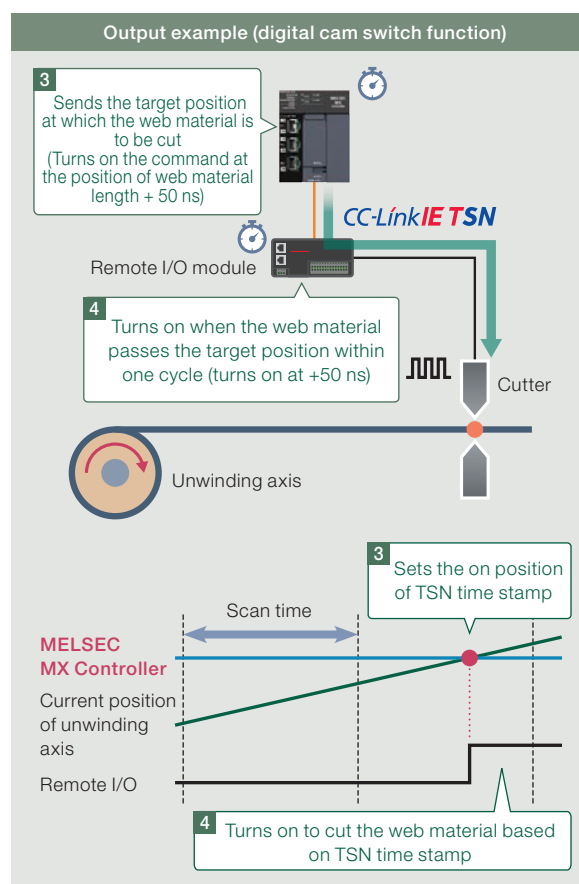 Output example (digital cam switch function)
3
Sends the target position
at which the web material is
to be cut
(Turns on the command at
the position of web material
length + 50 ns)
CC-Link IE TSN
Remote I/O module
4
Turns on when the web material
passes the target position within
one cycle (turns on at +50 ns)
Cutter
Unwinding axis
3
Sets the on position
of TSN time stamp
Scan time
MELSEC
MX Controller
Current position
of unwinding
axis
Remote I/O
4
Turns on to cut the web material based
on TSN time stamp